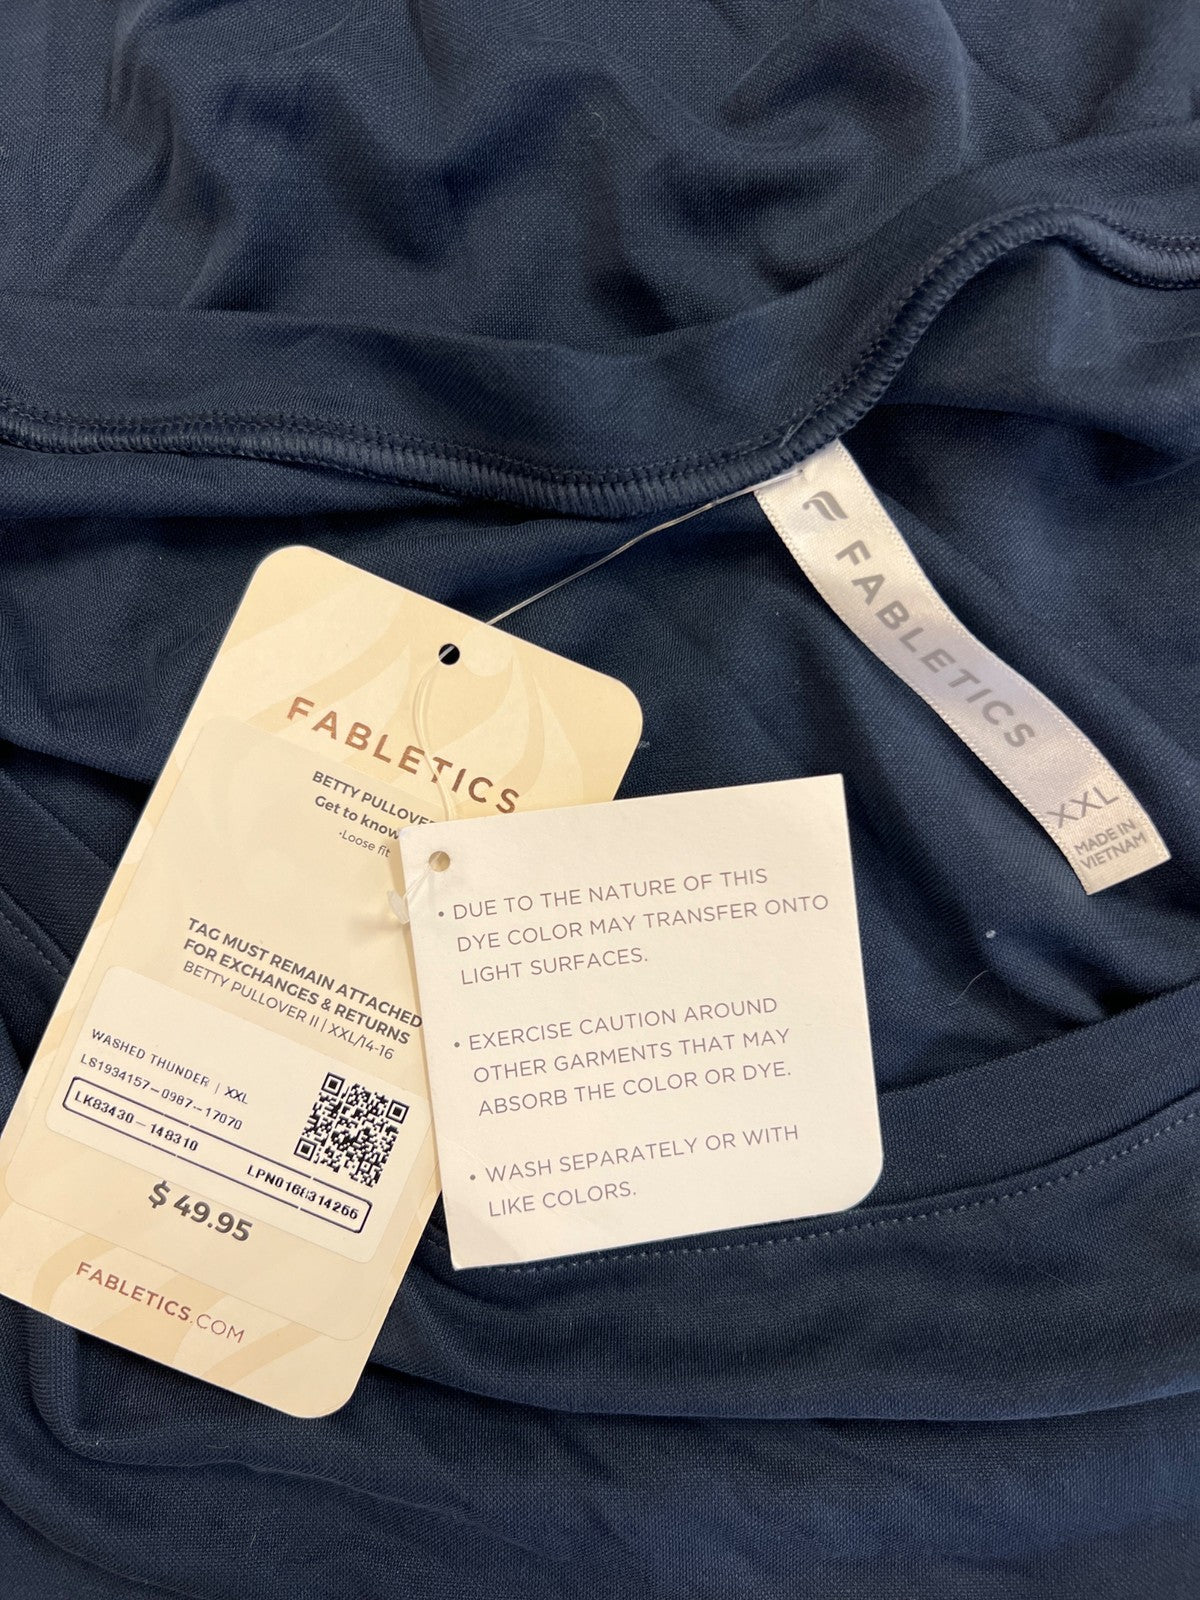 FABLETICS
XXL
MADE IN
VIETNAM
FABLETICS
BETTY PULLOVE
Get to know
•Loose fit
TAG MUST REMAIN ATTACHED
FOR EXCHANGES & RETURNS
BETTY PULLOVER II | XXL/14-16
WASHED THUNDER | XXL
LS1934157-0987-17070
LK83430-148310
$ 49.95
FABLETICS.COM
• DUE TO THE NATURE OF THIS
DYE COLOR MAY TRANSFER ONTO
LIGHT SURFACES.
• EXERCISE CAUTION AROUND
OTHER GARMENTS THAT MAY
ABSORB THE COLOR OR DYE.
• WASH SEPARATELY OR WITH
LIKE COLORS.